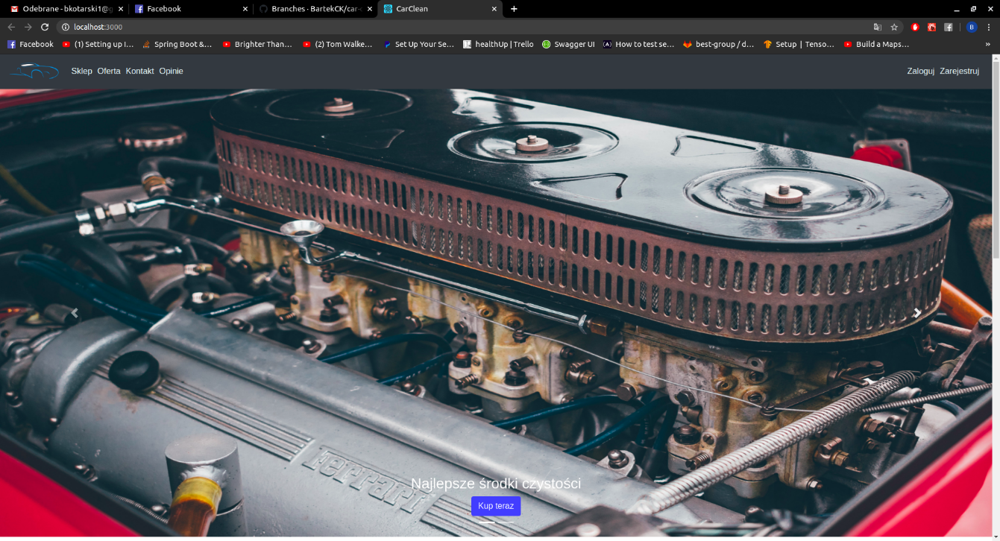 Odebrane - bkotarski1@g
Facebook
Branches · BartekCK/car-c
CarClean
localhost:3000
B
Facebook
(1) Setting up I…
Spring Boot &…
Brighter Than…
(2) Tom Walke…
Set Up Your Se…
healthUp | Trello
Swagger UI
How to test se…
best-group / d…
Setup | Tenso…
Build a Maps…
»
Sklep Oferta Kontakt Opinie
Zaloguj Zarejestruj
Ferrari
Najlepsze środki czystości
Kup teraz